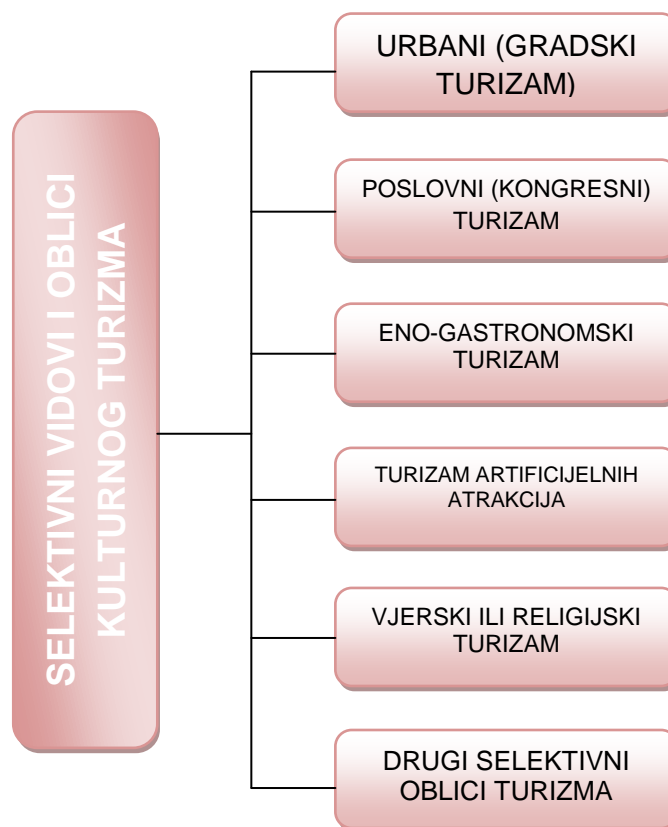 SELEKTIVNI VIDOVI I OBLICI
KULTURNOG TURIZMA
URBANI (GRADSKI
TURIZAM)
POSLOVNI (KONGRESNI)
TURIZAM
ENO-GASTRONOMSKI
TURIZAM
TURIZAM ARTIFICIJELNIH
ATRAKCIJA
VJERSKI ILI RELIGIJSKI
TURIZAM
DRUGI SELEKTIVNI
OBLICI TURIZMA